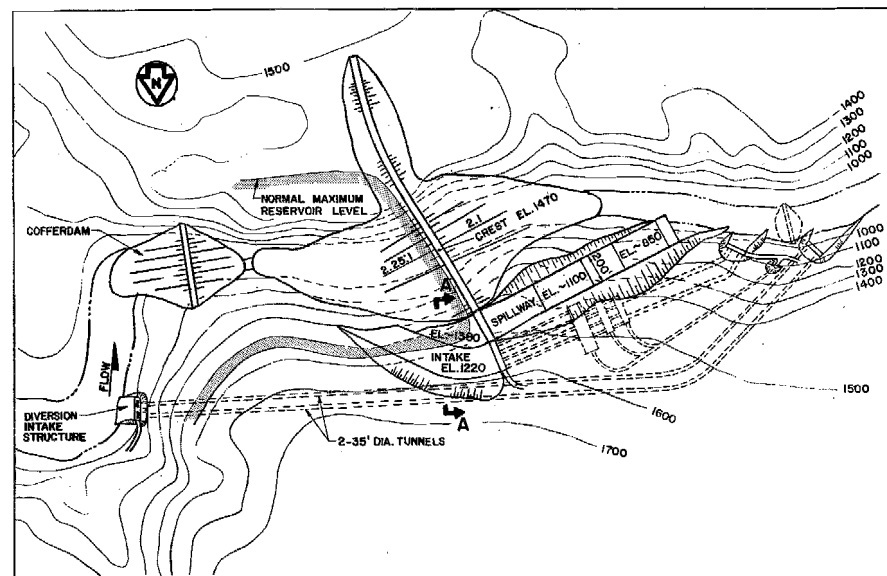 1500
N
1400
1300
1200
1100
1000
NORMAL MAXIMUM
RESERVOIR LEVEL
COFFERDAM
2.1
CREST EL.1470
2.25:1
1000
1100
1200
1300
1400
A
SPILLWAY
EL.~1100
200'
EL.~950
EL.~1380
INTAKE
EL.1220
FLOW
1500
DIVERSION
INTAKE
STRUCTURE
A
2-35' DIA. TUNNELS
1600
1700